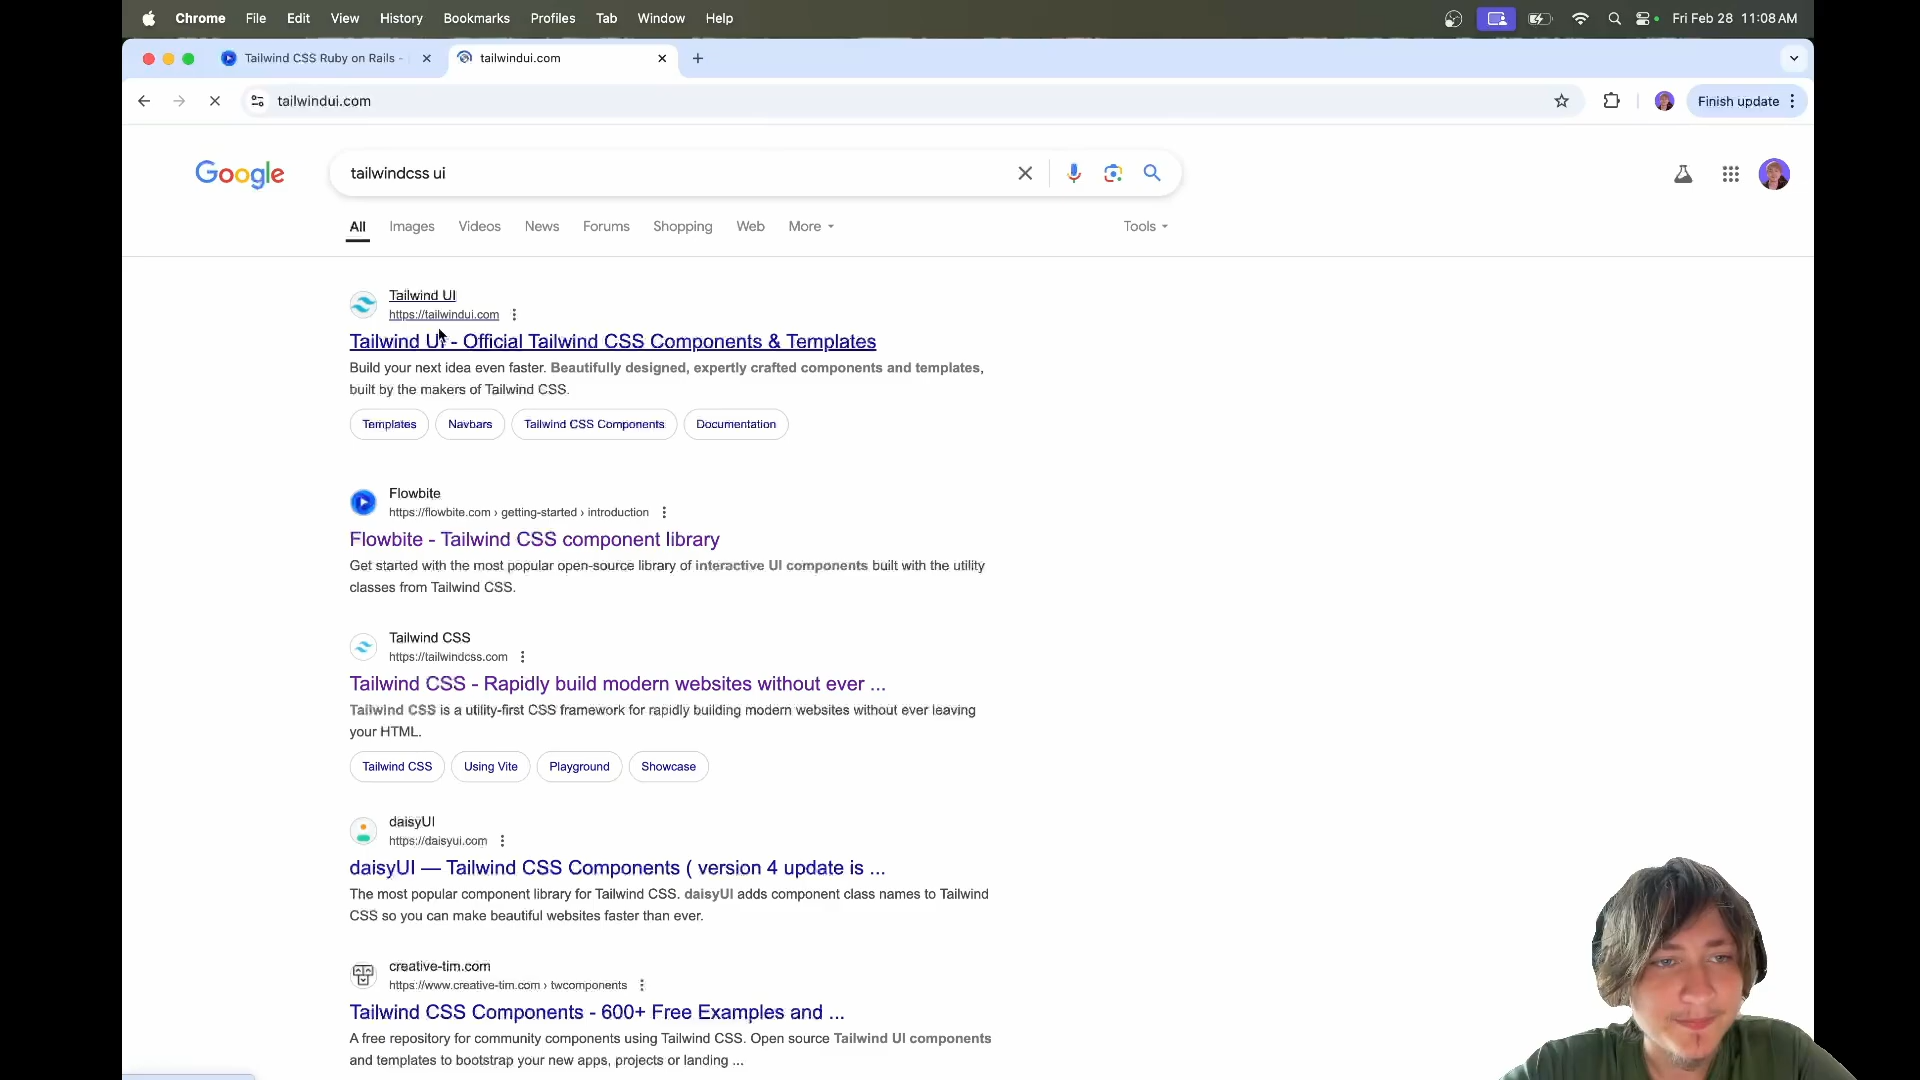 Chrome File Edit View History Bookmarks Profiles Tab Window Help Fri Feb 28 11:08 AM
Tailwind CSS Ruby on Rails - tailwindui.com
tailwindui.com Finish update
Google tailwindcss ui
All Images Videos News Forums Shopping Web More Tools
Tailwind UI
https://tailwindui.com
Tailwind UI - Official Tailwind CSS Components & Templates
Build your next idea even faster. Beautifully designed, expertly crafted components and templates,
built by the makers of Tailwind CSS.
Templates Navbars Tailwind CSS Components Documentation
Flowbite
https://flowbite.com › getting-started › introduction
Flowbite - Tailwind CSS component library
Get started with the most popular open-source library of interactive UI components built with the utility
classes from Tailwind CSS.
Tailwind CSS
https://tailwindcss.com
Tailwind CSS - Rapidly build modern websites without ever ...
Tailwind CSS is a utility-first CSS framework for rapidly building modern websites without ever leaving
your HTML.
Tailwind CSS Using Vite Playground Showcase
daisyUI
https://daisyui.com
daisyUI — Tailwind CSS Components ( version 4 update is ...
The most popular component library for Tailwind CSS. daisyUI adds component class names to Tailwind
CSS so you can make beautiful websites faster than ever.
creative-tim.com
https://www.creative-tim.com › twcomponents
Tailwind CSS Components - 600+ Free Examples and ...
A free repository for community components using Tailwind CSS. Open source Tailwind UI components
and templates to bootstrap your new apps, projects or landing ...